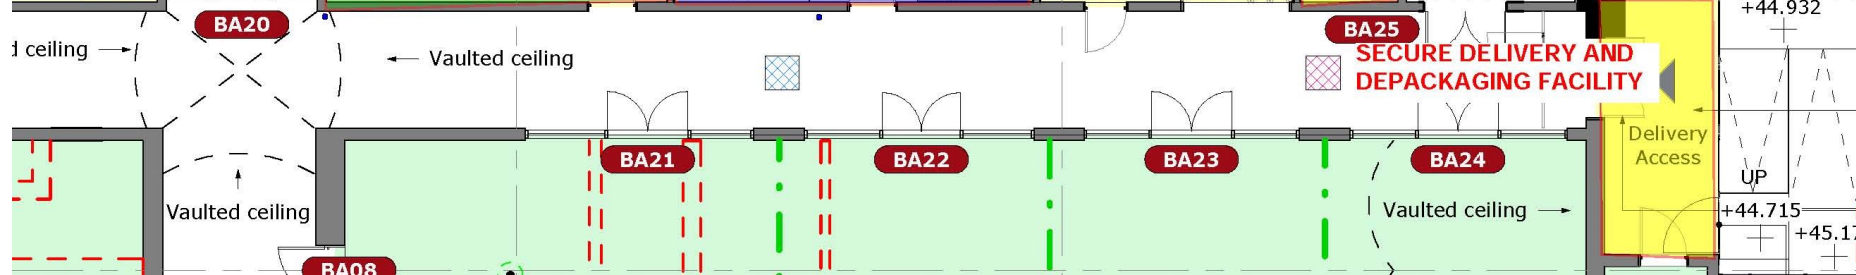 +44.932
BA20
BA25
d ceiling
Vaulted ceiling
SECURE DELIVERY AND
DEPACKAGING FACILITY
Delivery
Access
BA21
BA22
BA23
BA24
UP
Vaulted ceiling
Vaulted ceiling
+44.715
+45.17
BA08